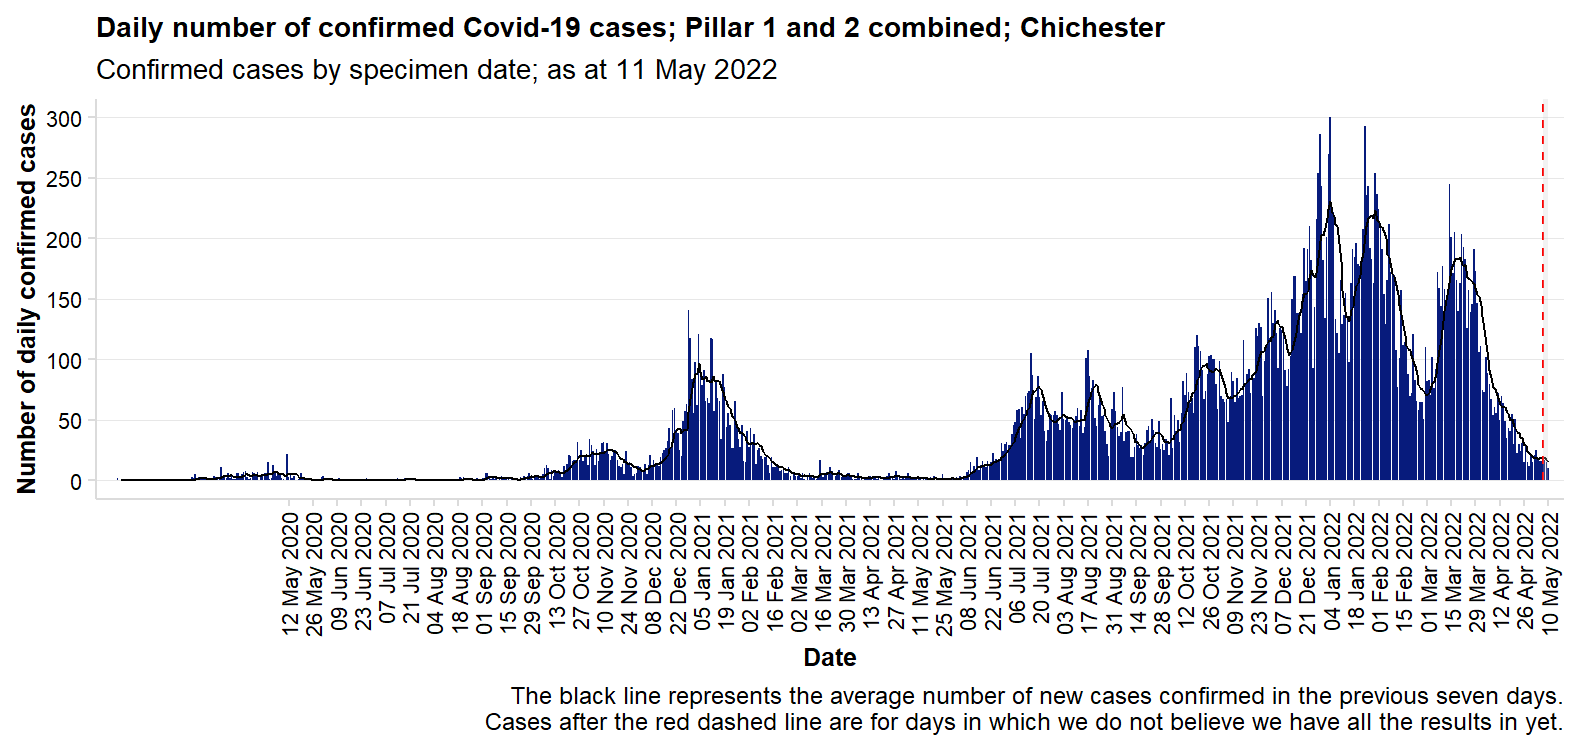 Daily number of confirmed Covid-19 cases; Pillar 1 and 2 combined; Chichester
Confirmed cases by specimen date; as at 11 May 2022
Number of daily confirmed cases
300
250
200
150
100
50
0
12 May 2020
26 May 2020
09 Jun 2020
23 Jun 2020
07 Jul 2020
21 Jul 2020
04 Aug 2020
18 Aug 2020
01 Sep 2020
15 Sep 2020
29 Sep 2020
13 Oct 2020
27 Oct 2020
10 Nov 2020
24 Nov 2020
08 Dec 2020
22 Dec 2020
05 Jan 2021
19 Jan 2021
02 Feb 2021
16 Feb 2021
02 Mar 2021
16 Mar 2021
30 Mar 2021
13 Apr 2021
27 Apr 2021
11 May 2021
25 May 2021
08 Jun 2021
22 Jun 2021
06 Jul 2021
20 Jul 2021
03 Aug 2021
17 Aug 2021
31 Aug 2021
14 Sep 2021
28 Sep 2021
12 Oct 2021
26 Oct 2021
09 Nov 2021
23 Nov 2021
07 Dec 2021
21 Dec 2021
04 Jan 2022
18 Jan 2022
01 Feb 2022
15 Feb 2022
01 Mar 2022
15 Mar 2022
29 Mar 2022
12 Apr 2022
26 Apr 2022
10 May 2022
Date
The black line represents the average number of new cases confirmed in the previous seven days.
Cases after the red dashed line are for days in which we do not believe we have all the results in yet.